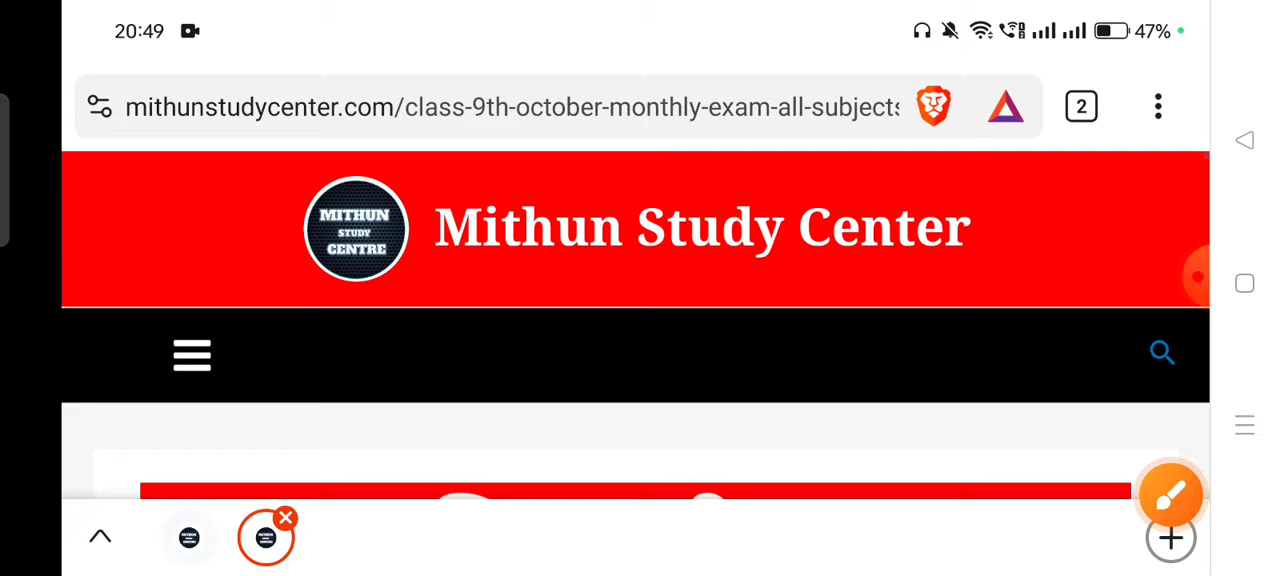 20:49
47%
mithunstudycenter.com/class-9th-october-monthly-exam-all-subjects
2
MITHUN
STUDY
CENTRE
Mithun Study Center